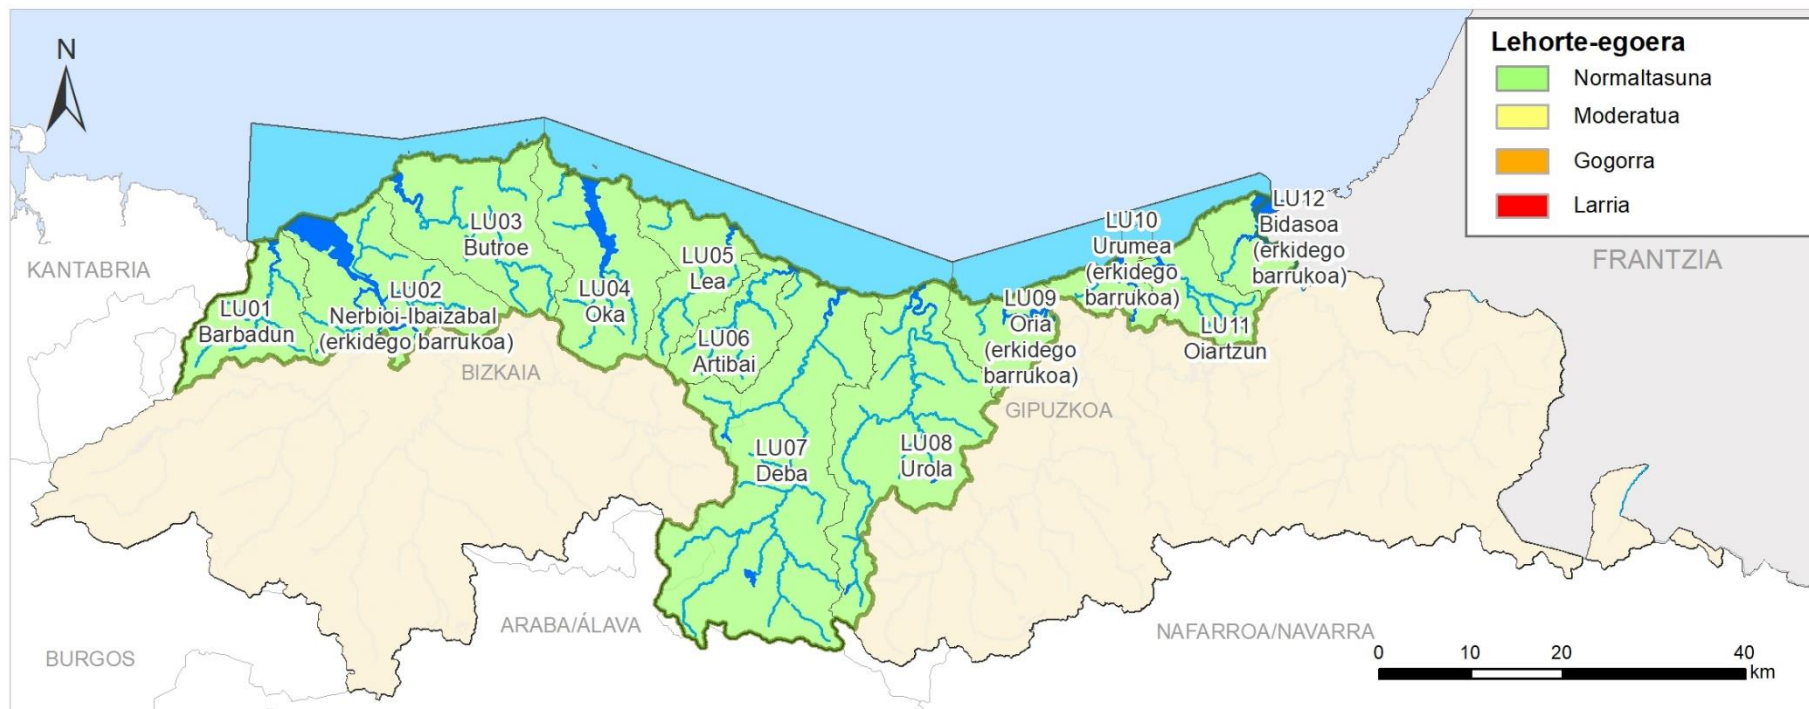 N
Lehorte-egoera
Normaltasuna
Moderatua
Gogorra
Larria
KANTABRIA
FRANTZIA
LU01
Barbadun
LU02
Nerbioi-Ibaizabal
(erkidego barrukoa)
LU03
Butroe
LU04
Oka
LU05
Lea
LU06
Artibai
LU07
Deba
LU08
Urola
LU09
Oria
(erkidego
barrukoa)
LU10
Urumea
(erkidego
barrukoa)
LU11
Oiartzun
LU12
Bidasoa
(erkidego
barrukoa)
BIZKAIA
GIPUZKOA
ARABA/ÁLAVA
BURGOS
NAFARROA/NAVARRA
0 10 20 40
km